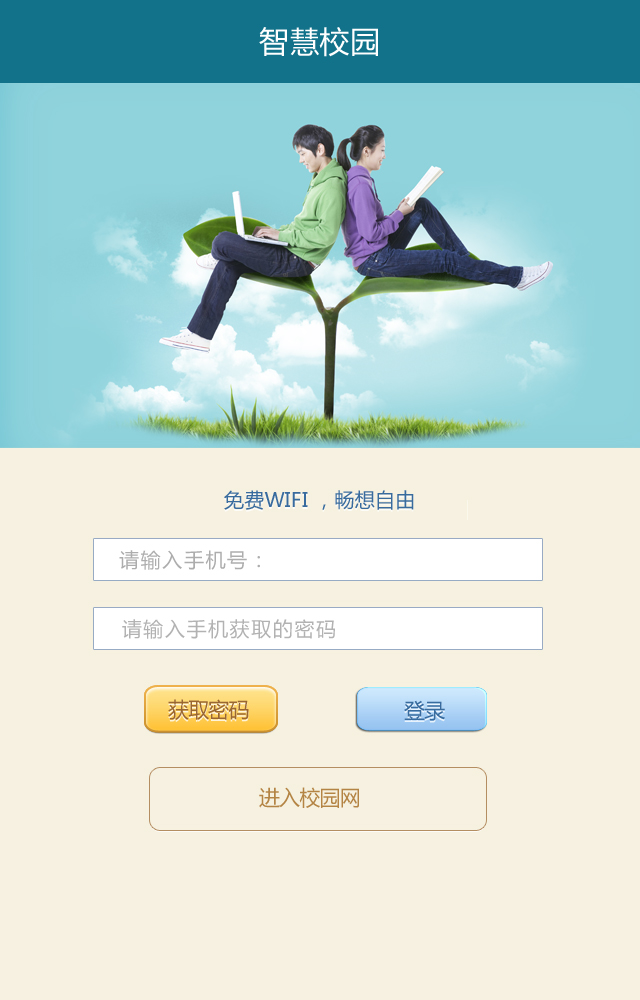 智慧校园
免费WIFI ，畅想自由
请输入手机号：
请输入手机获取的密码
获取密码
登录
进入校园网